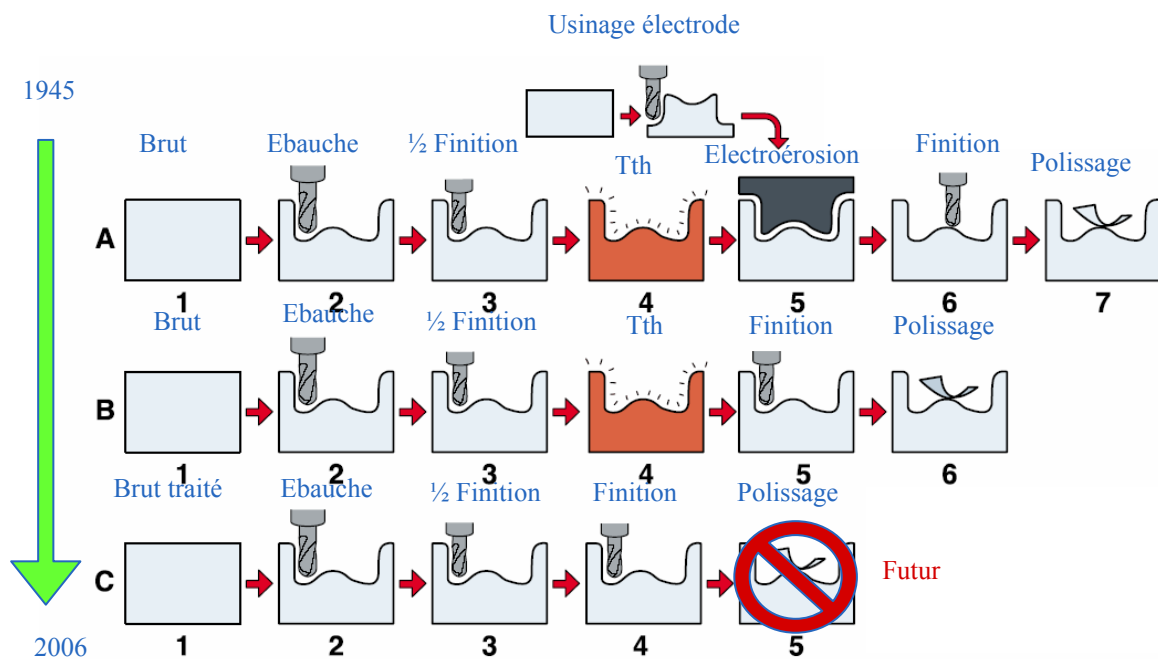 Usinage électrode
1945
Brut Ebauche ½ Finition Tth Electroérosion Finition Polissage
A
1 2 3 4 5 6 7
Brut Ebauche ½ Finition Tth Finition Polissage
B
1 2 3 4 5 6
Brut traité Ebauche ½ Finition Finition Polissage
C Futur
2006 1 2 3 4 5